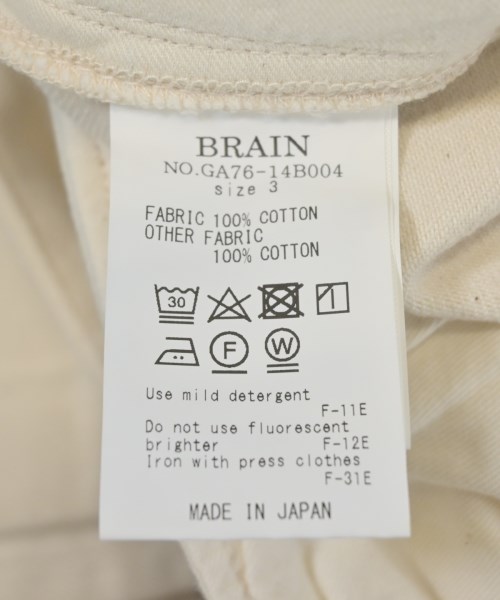 BRAIN
NO.GA76-14B004
size 3
FABRIC 100% COTTON
OTHER FABRIC
100% COTTON
30
F W
Use mild detergent
F-11E
Do not use fluorescent
brighter F-12E
Iron with press clothes
F-31E
MADE IN JAPAN